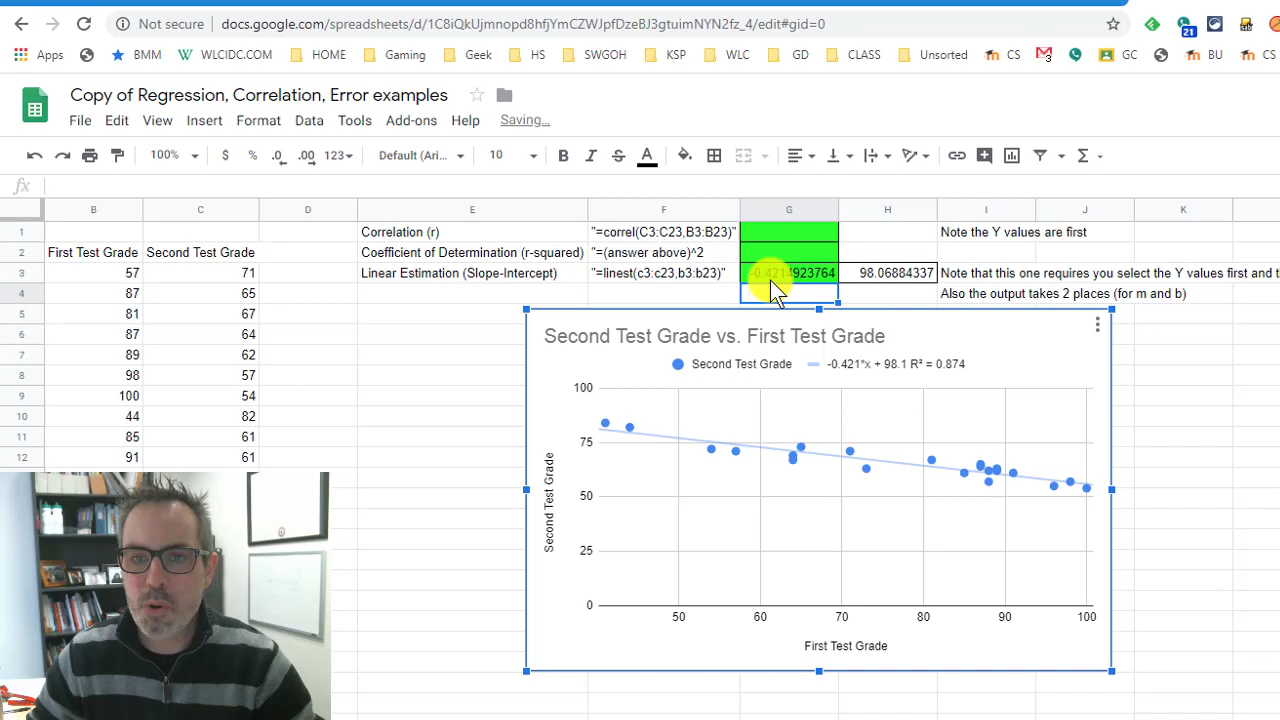 Not secure docs.google.com/spreadsheets/d/1C8iQkUjmnopd8hfjYmCZWJpfDzeBJ3gtuimNYN2fz_4/edit#gid=0
21
Apps BMM WLCIDC.COM HOME Gaming Geek HS SWGOH KSP WLC GD CLASS Unsorted CS GC BU CS
Copy of Regression, Correlation, Error examples
File Edit View Insert Format Data Tools Add-ons Help Saving...
100% $ % .0 .00 123 Default (Ari... 10 B I S A Σ
fx
B C D E F G H I J K
1 Correlation (r) "=correl(C3:C23,B3:B23)" Note the Y values are first
2 First Test Grade Second Test Grade Coefficient of Determination (r-squared) "=(answer above)^2"
3 57 71 Linear Estimation (Slope-Intercept) "=linest(c3:c23,b3:b23)" -0.4214923764 98.06884337 Note that this one requires you select the Y values first and t
4 87 65 Also the output takes 2 places (for m and b)
5 81 67
6 87 64
7 89 62
8 98 57
9 100 54
10 44 82
11 85 61
12 91 61
Second Test Grade vs. First Test Grade
Second Test Grade -0.421*x + 98.1 R² = 0.874
100
75
50
25
0
Second Test Grade
50 60 70 80 90 100
First Test Grade